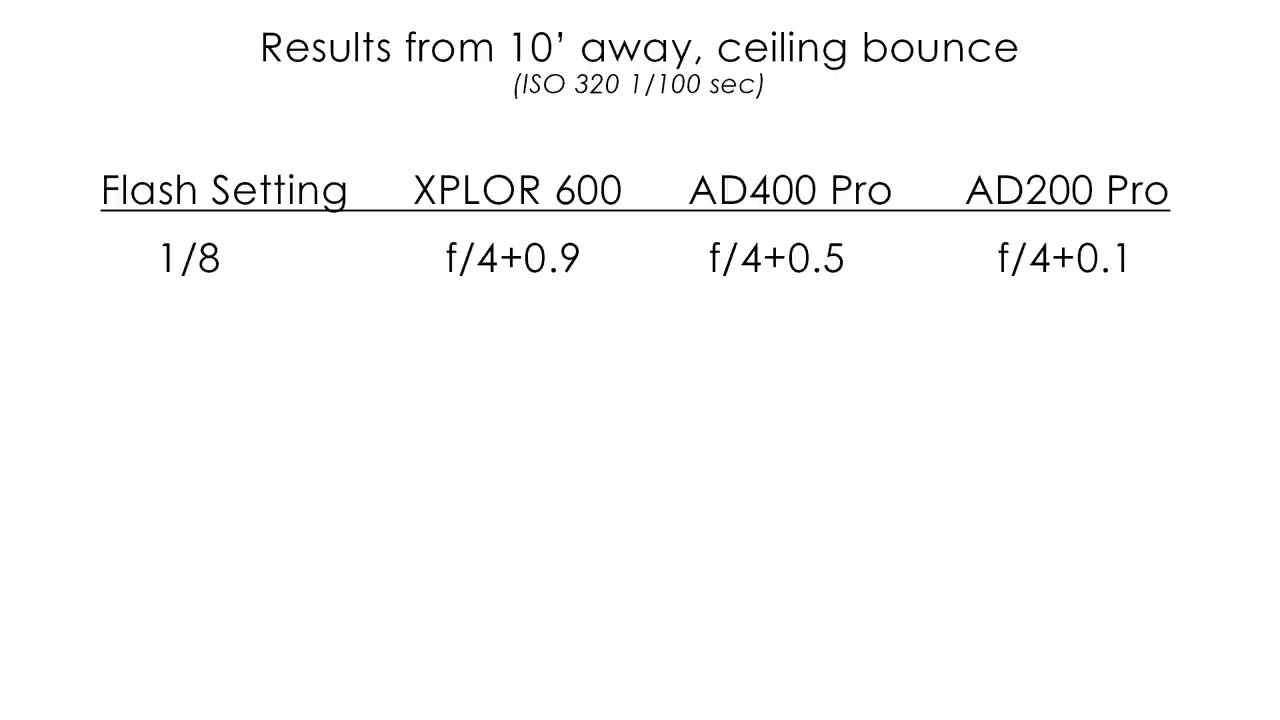 Results from 10’ away, ceiling bounce
(ISO 320 1/100 sec)
Flash Setting XPLOR 600 AD400 Pro AD200 Pro
1/8 f/4+0.9 f/4+0.5 f/4+0.1